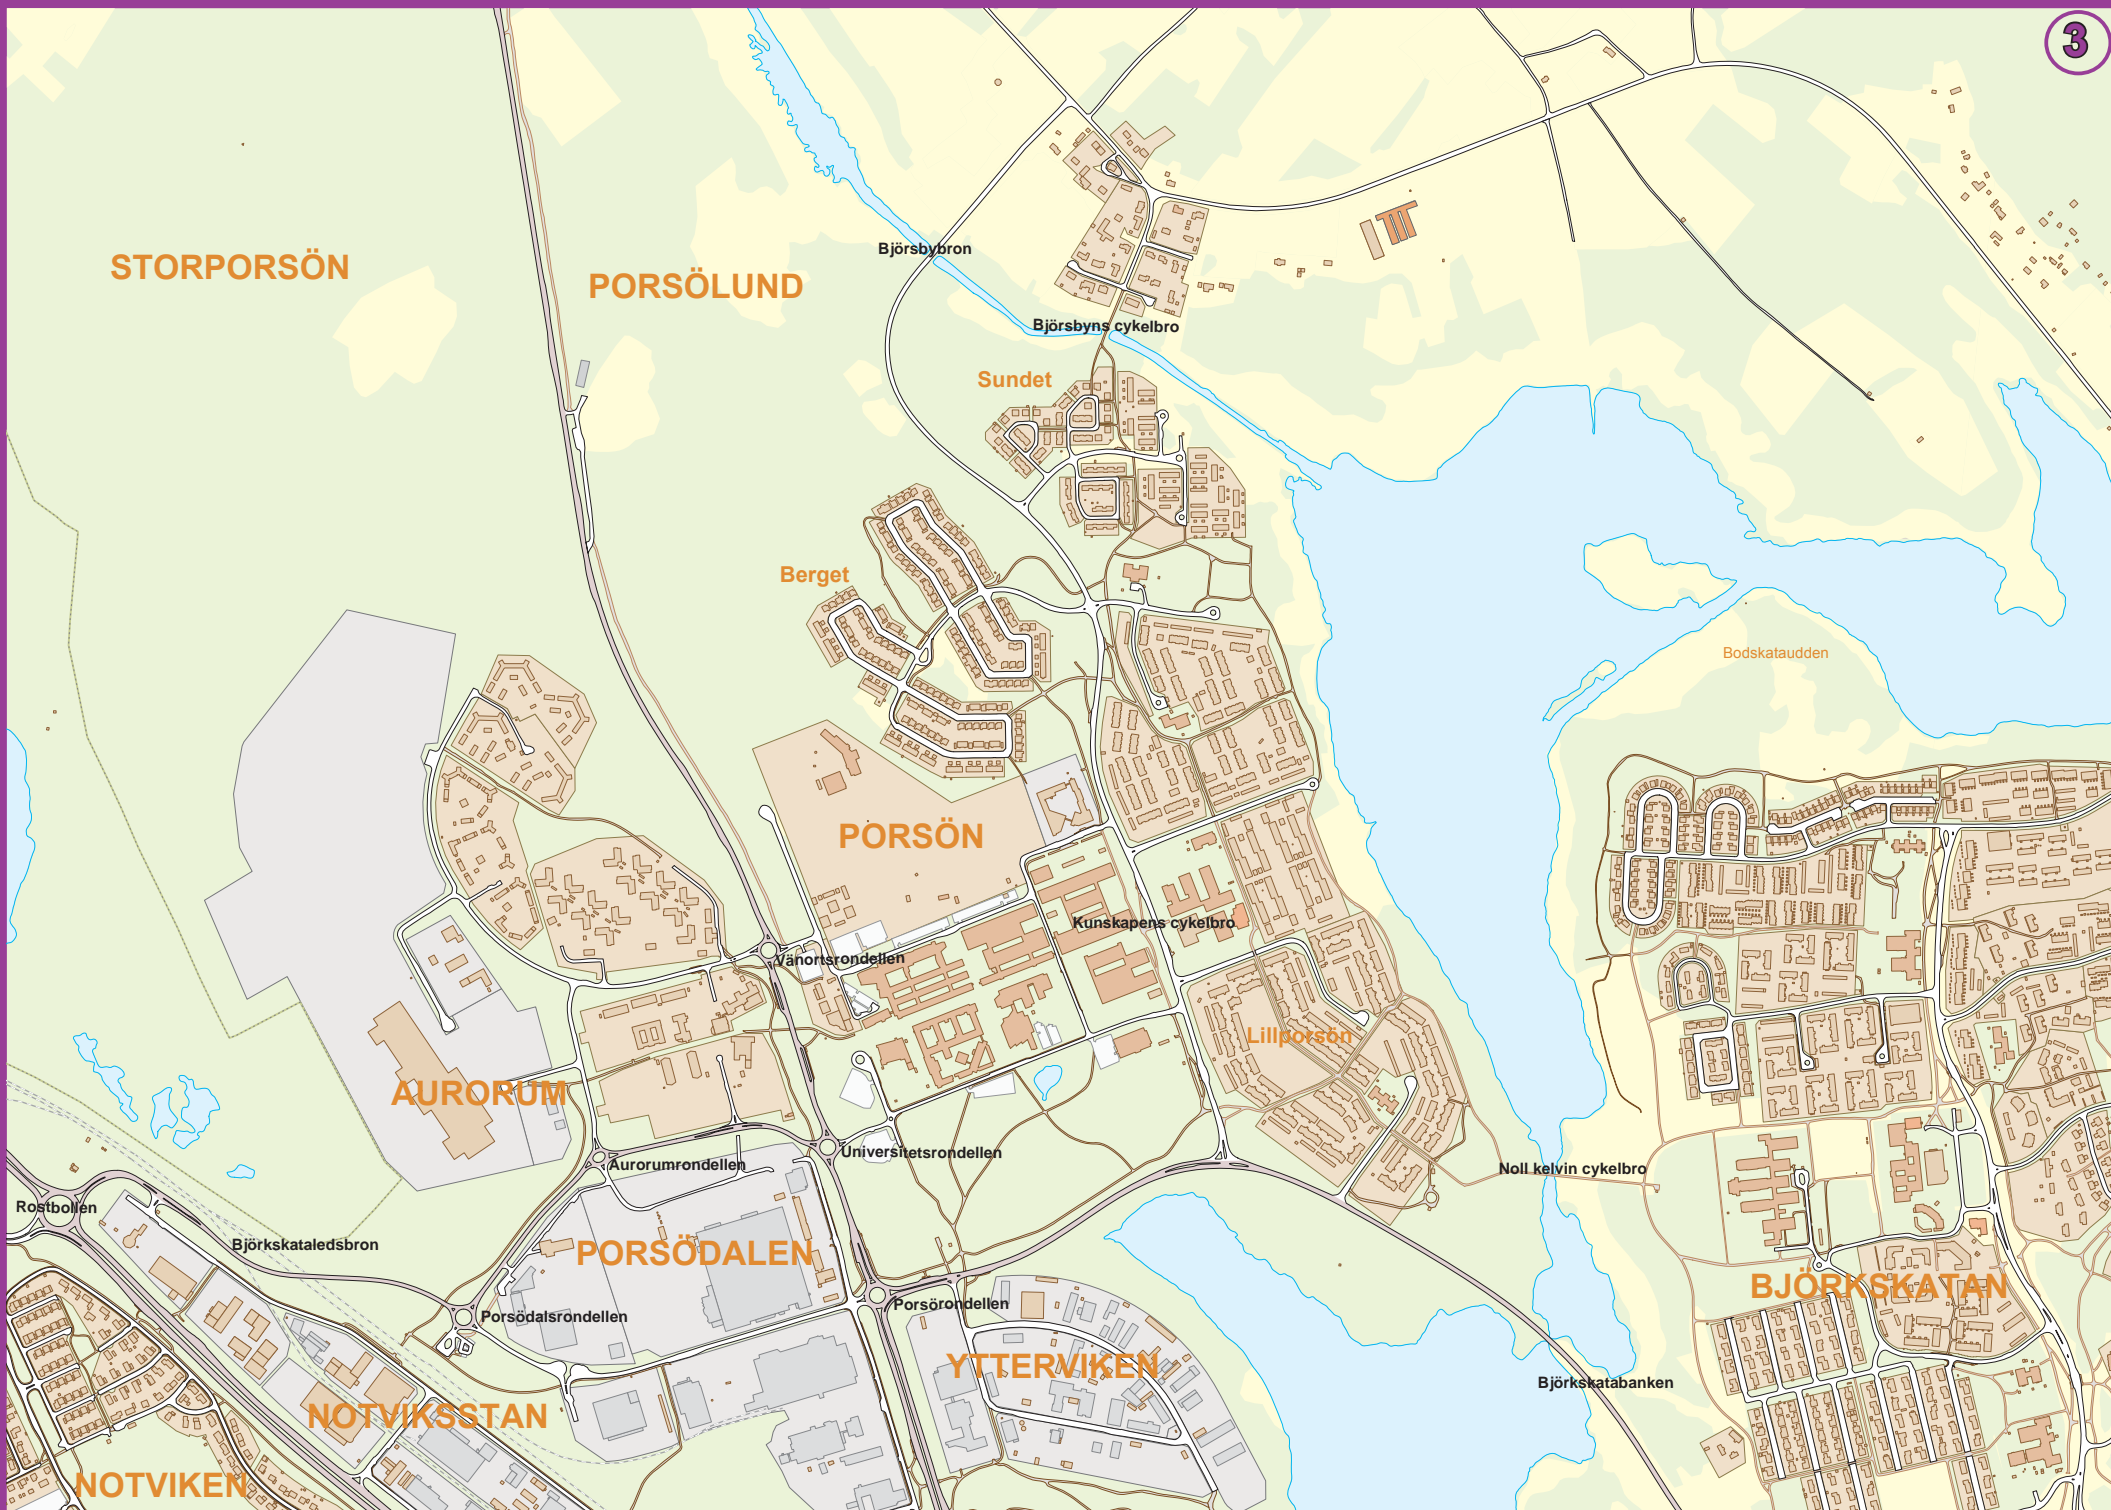 3
Björsbybron
STORPORSÖN
PORSÖLUND
Björsbyns cykelbro
Sundet
Berget
Bodskataudden
PORSÖN
Kunskapens cykelbro
Vänortsrondellen
Lillporsön
AURORUM
Universitetsrondellen
Aurorumrondellen
Noll kelvin cykelbro
Rostbollen
Björkskataledsbron
PORSÖDALEN
BJÖRKSKATAN
Porsörondellen
Porsödalsrondellen
YTTERVIKEN
Björkskatabanken
NOTVIKSSTAN
NOTVIKEN